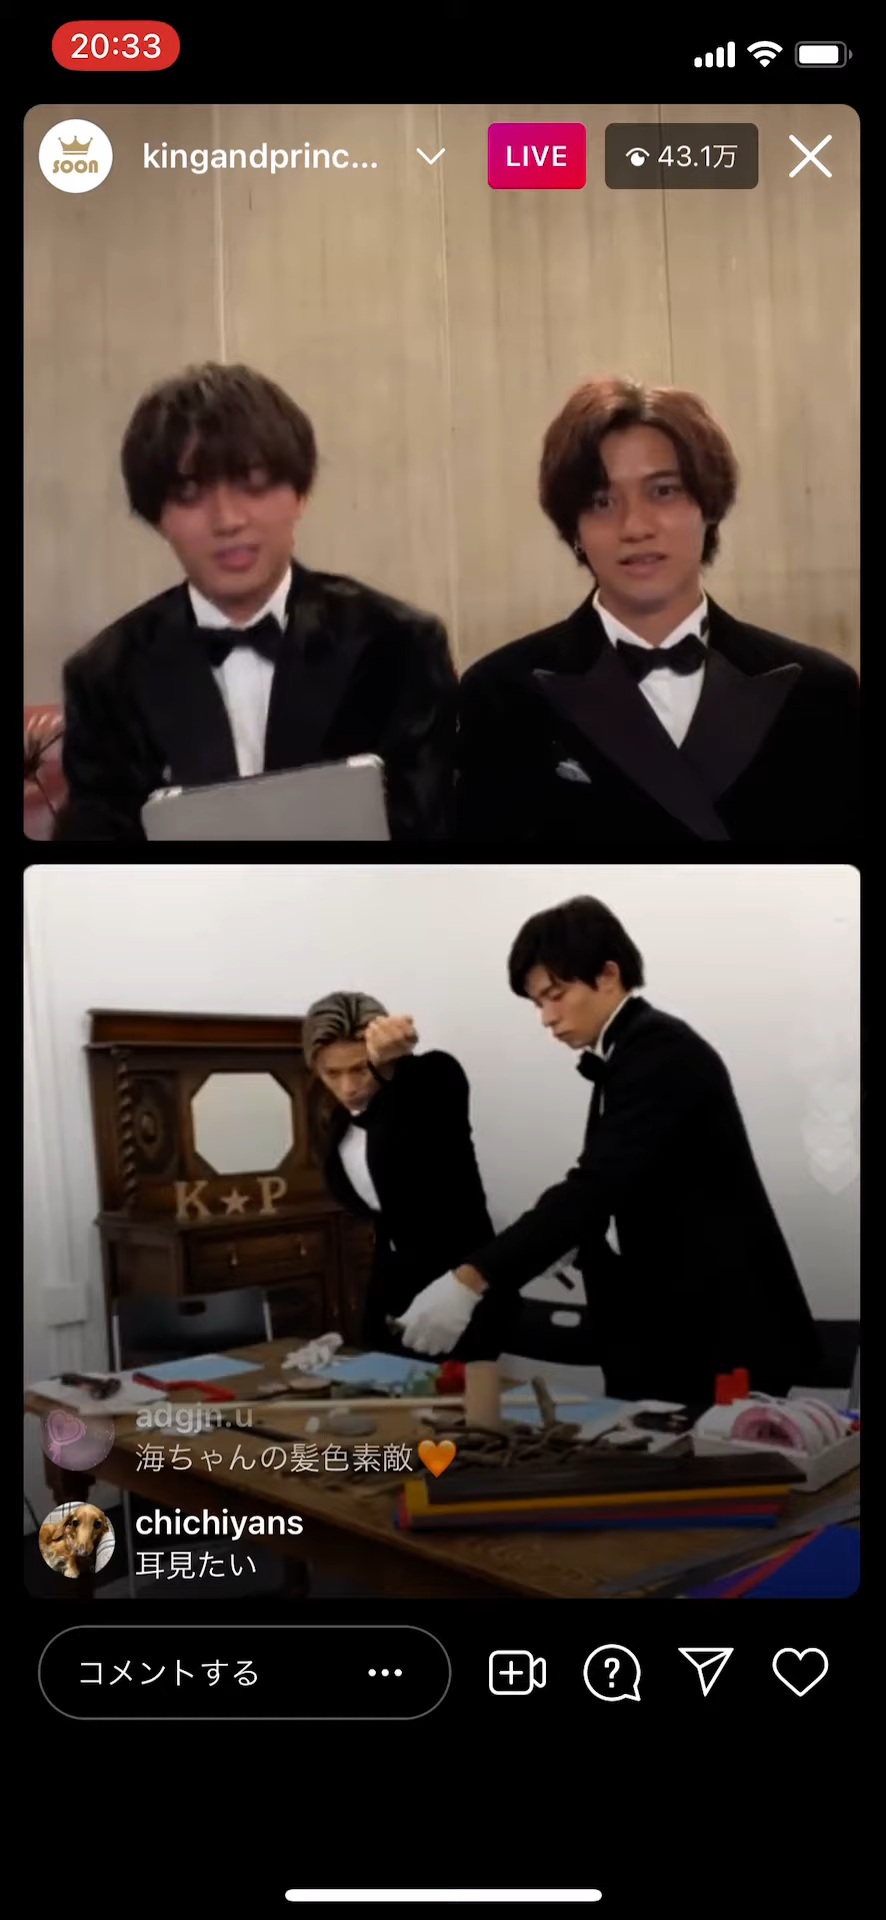 20:33
SOON
kingandprinc...
LIVE
43.1万
K★P
adgjn.u
海ちゃんの髪色素敵🧡
chichiyans
耳見たい
コメントする